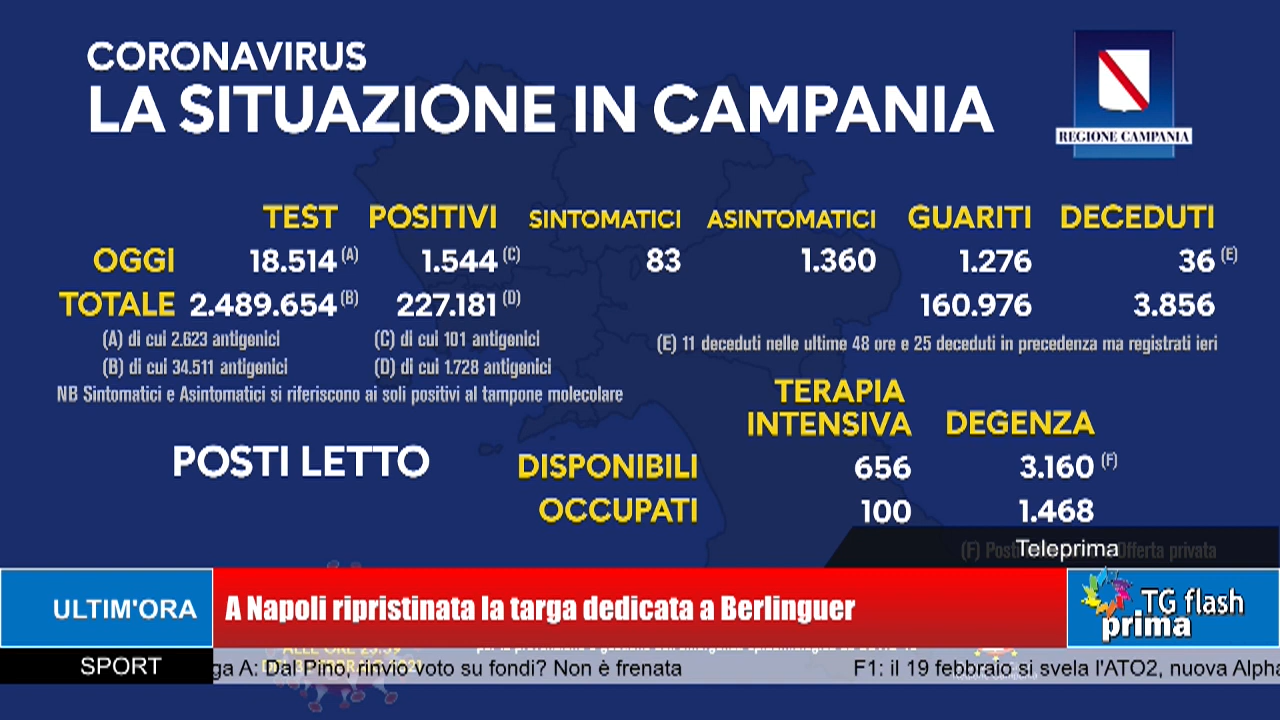 CORONAVIRUS
LA SITUAZIONE IN CAMPANIA
REGIONE CAMPANIA
TEST POSITIVI SINTOMATICI ASINTOMATICI GUARITI DECEDUTI
OGGI 18.514 (A) 1.544 (C) 83 1.360 1.276 36 (E)
TOTALE 2.489.654 (B) 227.181 (D) 160.976 3.856
(A) di cui 2.623 antigenici (C) di cui 101 antigenici (E) 11 deceduti nelle ultime 48 ore e 25 deceduti in precedenza ma registrati ieri
(B) di cui 34.511 antigenici (D) di cui 1.728 antigenici
NB Sintomatici e Asintomatici si riferiscono ai soli positivi al tampone molecolare
TERAPIA
INTENSIVA DEGENZA
POSTI LETTO
DISPONIBILI 656 3.160 (F)
OCCUPATI 100 1.468
(F) Offerta privata
Teleprima
ULTIM'ORA A Napoli ripristinata la targa dedicata a Berlinguer
TG flash
prima
ALLE ORE 23.59
SPORT ga A: Dal Pino, rinvio voto su fondi? Non è frenata F1: il 19 febbraio si svela l'ATO2, nuova Alpha